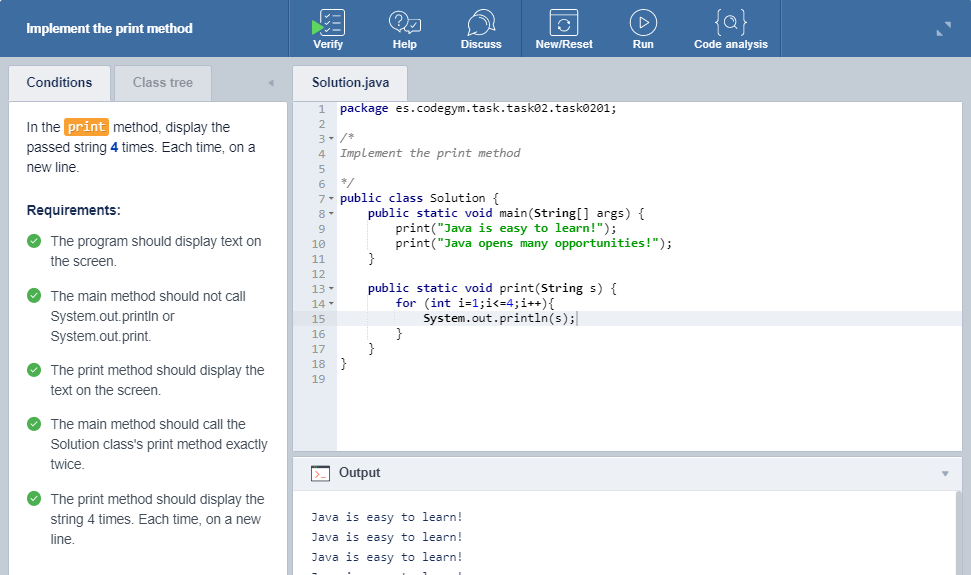 Implement the print method
Verify
Help
Discuss
New/Reset
Run
Code analysis
Conditions
Class tree
In the print method, display the
passed string 4 times. Each time, on a
new line.
Requirements:
The program should display text on
the screen.
The main method should not call
System.out.println or
System.out.print.
The print method should display the
text on the screen.
The main method should call the
Solution class's print method exactly
twice.
The print method should display the
string 4 times. Each time, on a new
line.
Solution.java
1 package es.codegym.task.task02.task0201;
2
3 /*
4 Implement the print method
5
6 */
7 public class Solution {
8     public static void main(String[] args) {
9         print("Java is easy to learn!");
10         print("Java opens many opportunities!");
11     }
12
13     public static void print(String s) {
14         for (int i=1;i<=4;i++){
15             System.out.println(s);
16         }
17     }
18 }
19
Output
Java is easy to learn!
Java is easy to learn!
Java is easy to learn!
Java is easy to learn!